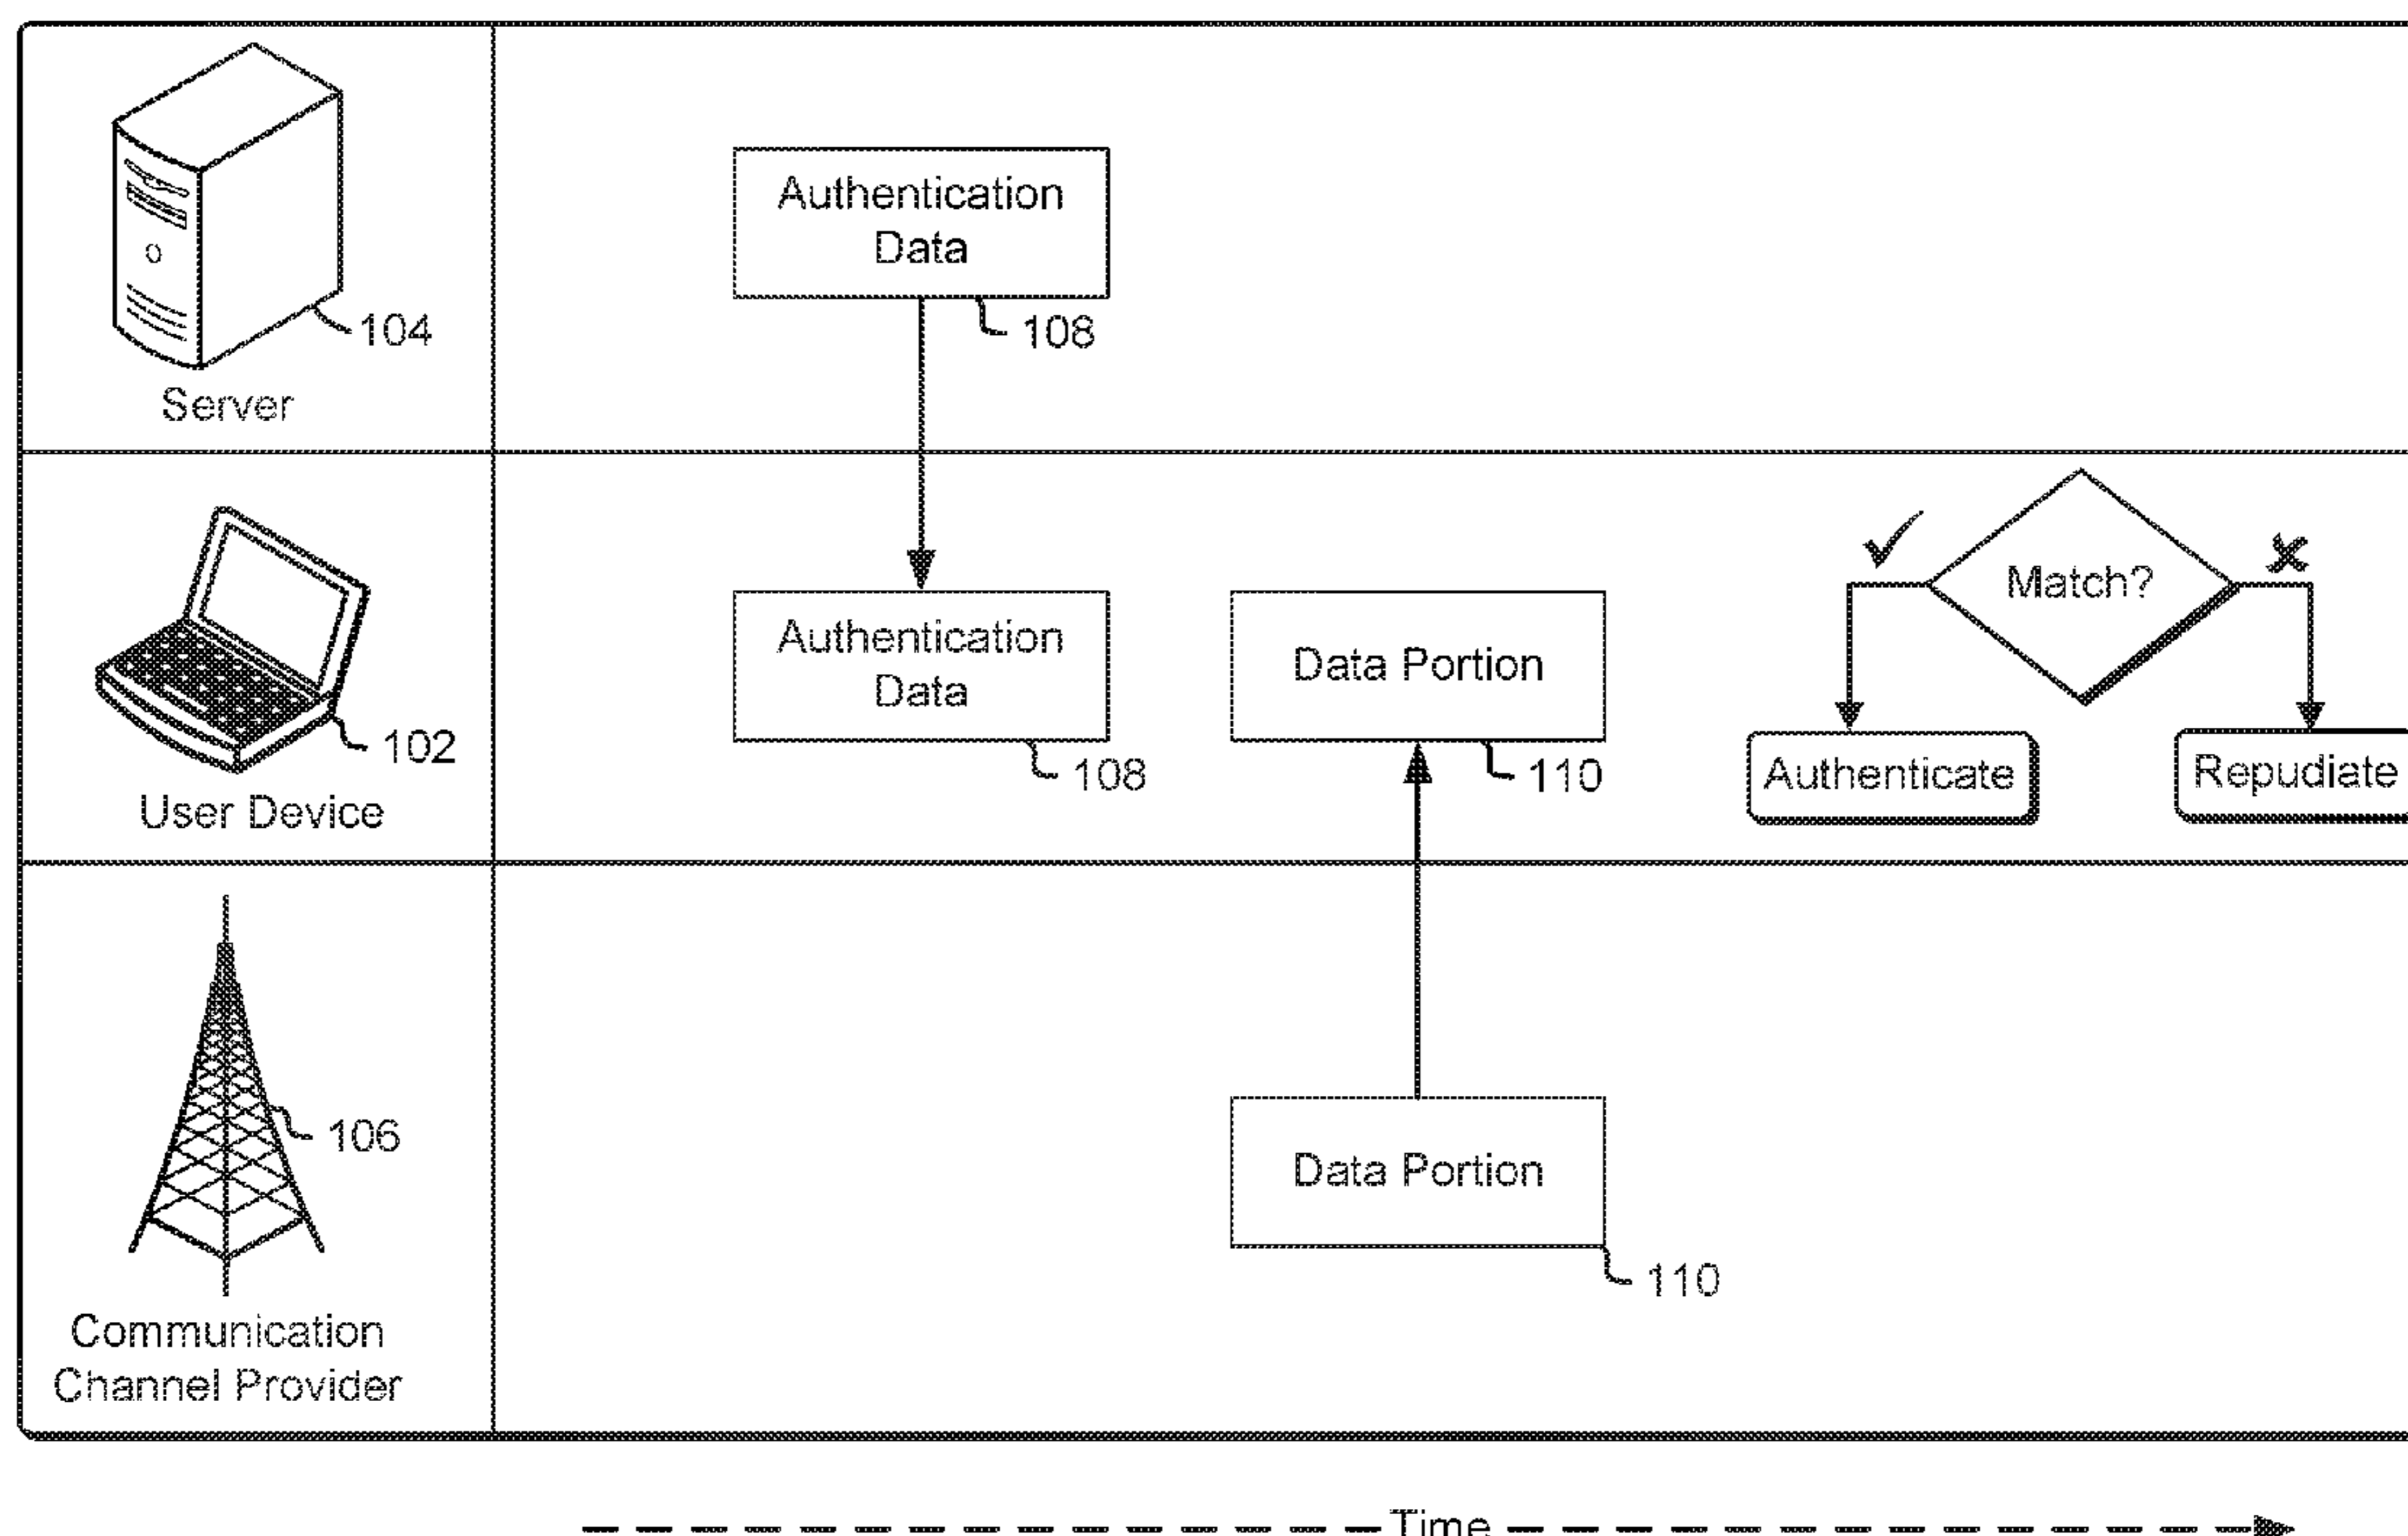 Authentication
Data
104
108
Server
Match?
Authentication
Data
Data Portion
102
108
110
Authenticate
Repudiate
User Device
106
Data Portion
110
Communication
Channel Provider
Time